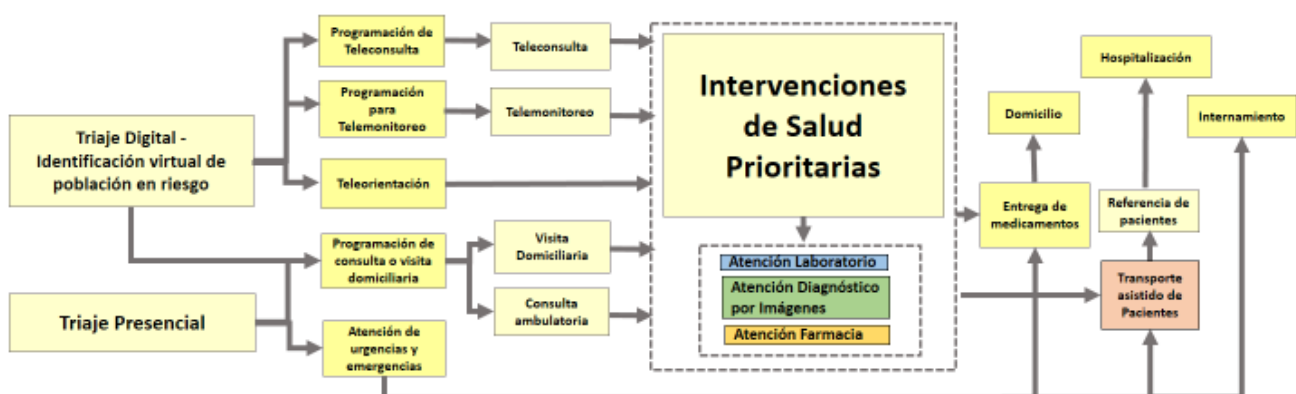 Programación de
Teleconsulta
Teleconsulta
Programación
para
Telemonitoreo
Telemonitoreo
Triaje Digital -
Identificación virtual de
población en riesgo
Teleorientación
Programación de
consulta o visita
domiciliaria
Visita
Domiciliaria
Consulta
ambulatoria
Triaje Presencial
Atención de
urgencias y
emergencias
Intervenciones
de Salud
Prioritarias
Atención Laboratorio
Atención Diagnóstico
por Imágenes
Atención Farmacia
Hospitalización
Domicilio
Internamiento
Entrega de
medicamentos
Referencia de
pacientes
Transporte
asistido de
Pacientes